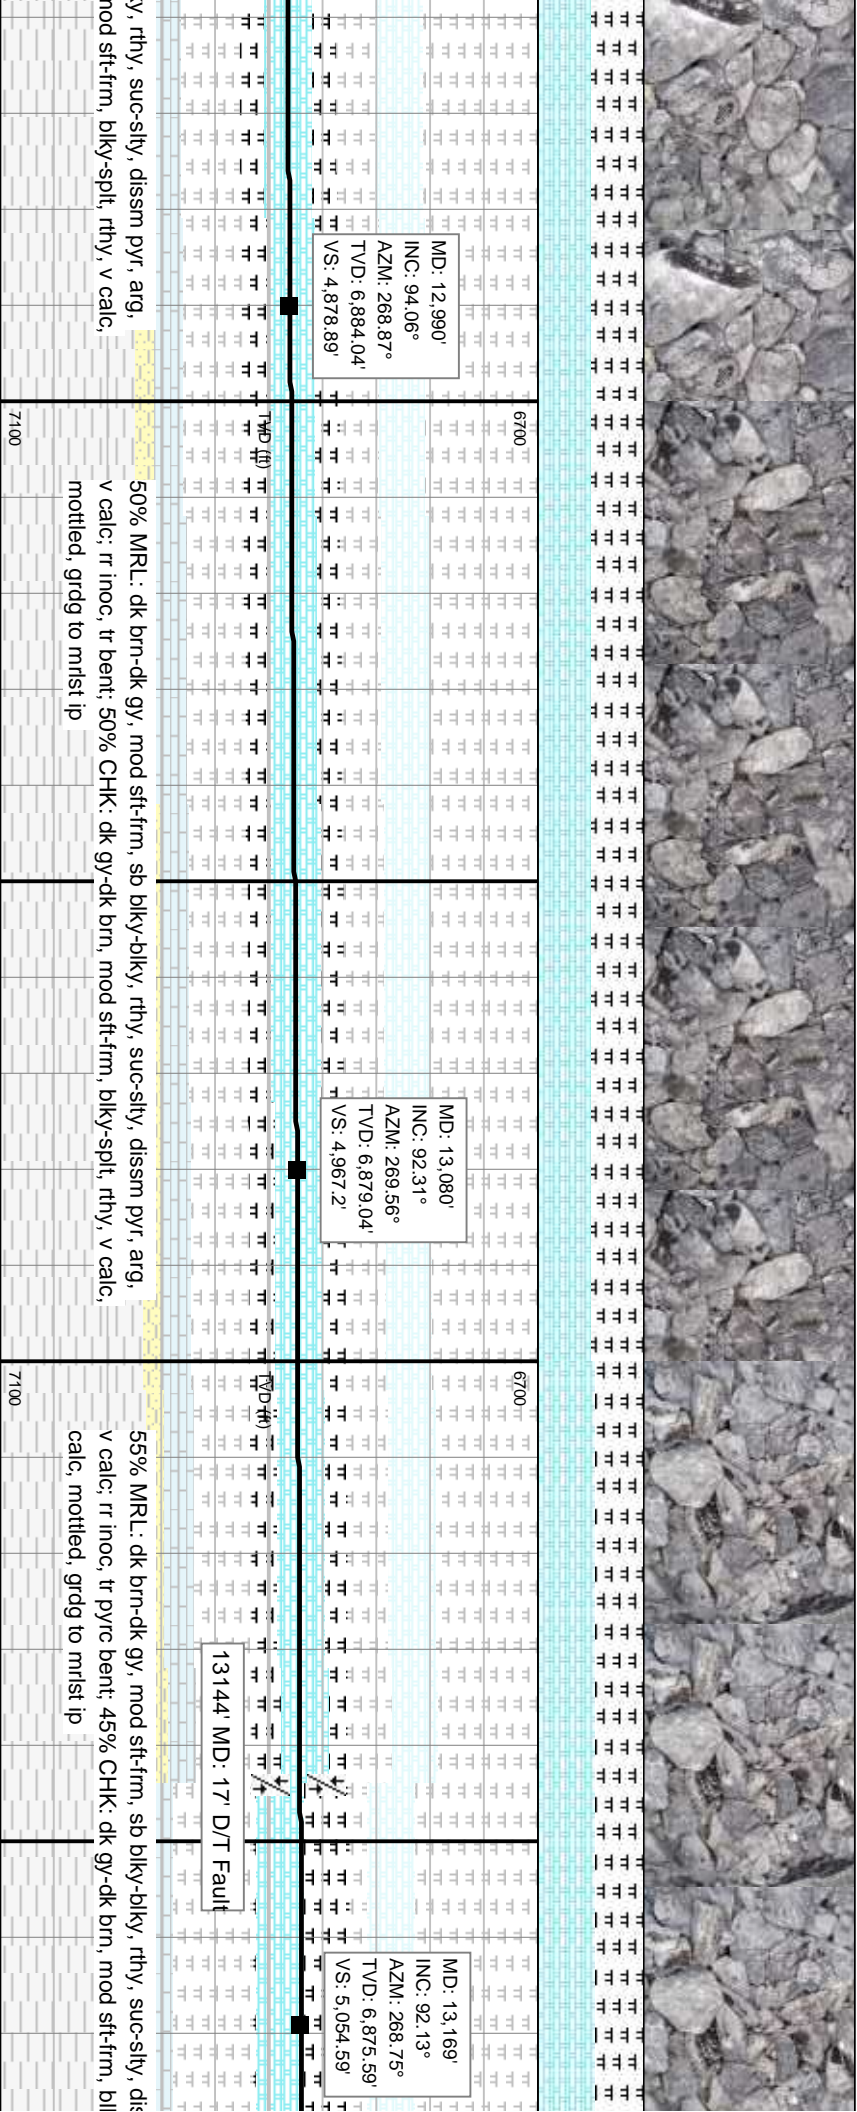 y, rthy, suc-slty, dissm pyr, arg,
mod sft-frm, blky-splt, rthy, v calc,
MD: 12,990'
INC: 94.06°
AZM: 268.87°
TVD: 6,884.04'
VS: 4,878.89'
6700
TVD (ft)
7100
50% MRL: dk brn-dk gy, mod sft-frm, sb blky-blky, rthy, suc-slty, dissm pyr, arg,
v calc; rr inoc, tr bent; 50% CHK: dk gy-dk brn, mod sft-frm, blky-splt, rthy, v calc,
mottled, grdg to mrlst ip
MD: 13,080'
INC: 92.31°
AZM: 269.56°
TVD: 6,879.04'
VS: 4,967.2'
6700
TVD (ft)
7100
55% MRL: dk brn-dk gy, mod sft-frm, sb blky-blky, rthy, suc-slty, dis
v calc; rr inoc, tr pyrc bent; 45% CHK: dk gy-dk brn, mod sft-frm, bl
calc, mottled, grdg to mrlst ip
13144' MD: 17' D/T Fault
MD: 13,169'
INC: 92.13°
AZM: 268.75°
TVD: 6,875.59'
VS: 5,054.59'